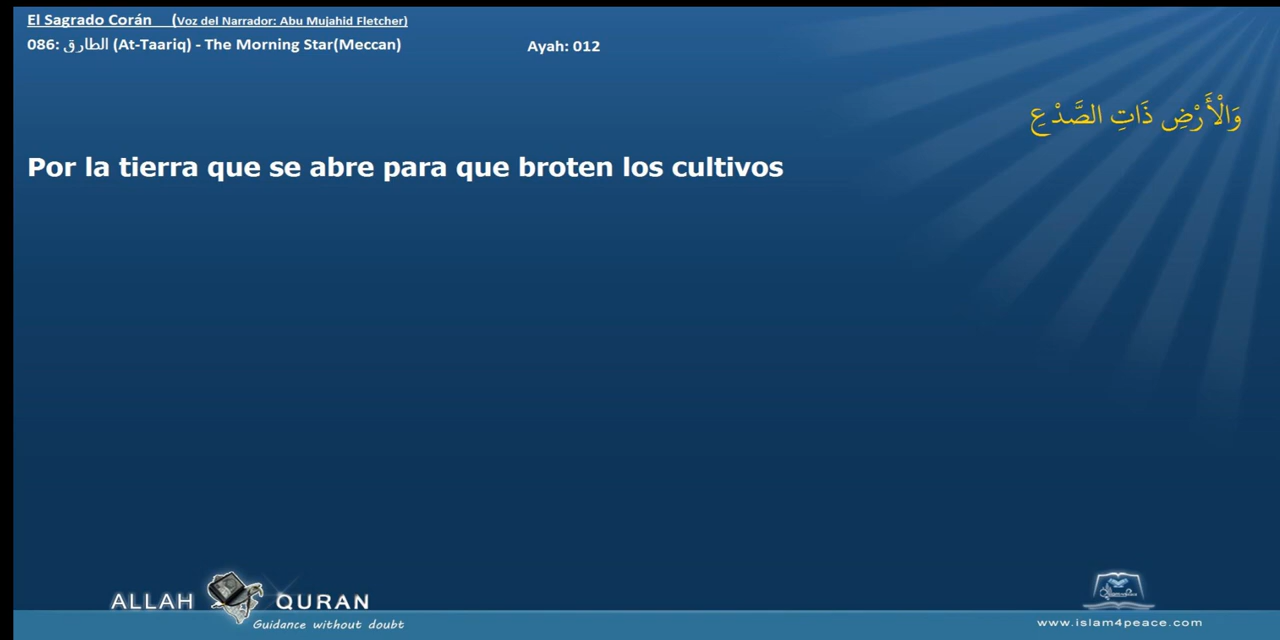 El Sagrado Corán (Voz del Narrador: Abu Mujahid Fletcher)
086: الطارق (At-Taariq) - The Morning Star(Meccan) Ayah: 012
وَالْأَرْضِ ذَاتِ الصَّدْعِ
Por la tierra que se abre para que broten los cultivos
ALLAH QURAN
Guidance without doubt
www.islam4peace.com